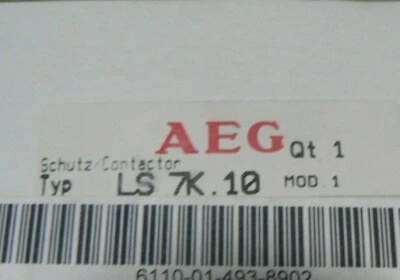 AEG Qt 1
Schutz/Contactor
Typ LS 7K.10 MOD.1
6110-01-493-8902